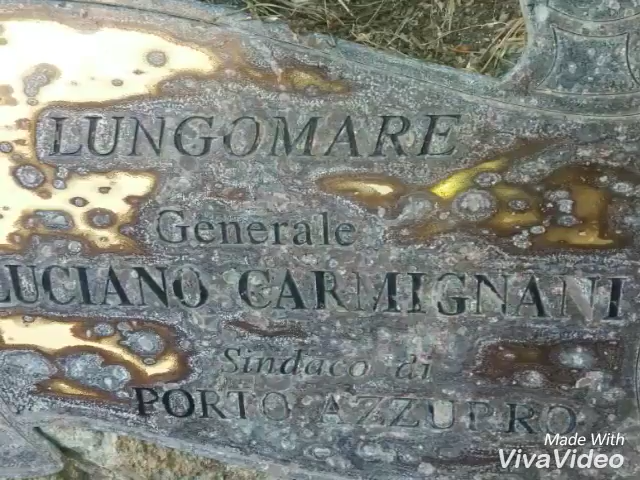 LUNGOMARE
Generale
LUCIANO CARMIGNANI
Sindaco di
PORTO AZZURRO
Made With
VivaVideo